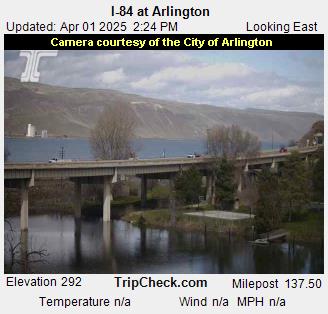 I-84 at Arlington
Updated: Apr 01 2025 2:24 PM Looking East
Camera courtesy of the City of Arlington
Elevation 292 TripCheck.com Milepost 137.50
Temperature n/a Wind n/a MPH n/a